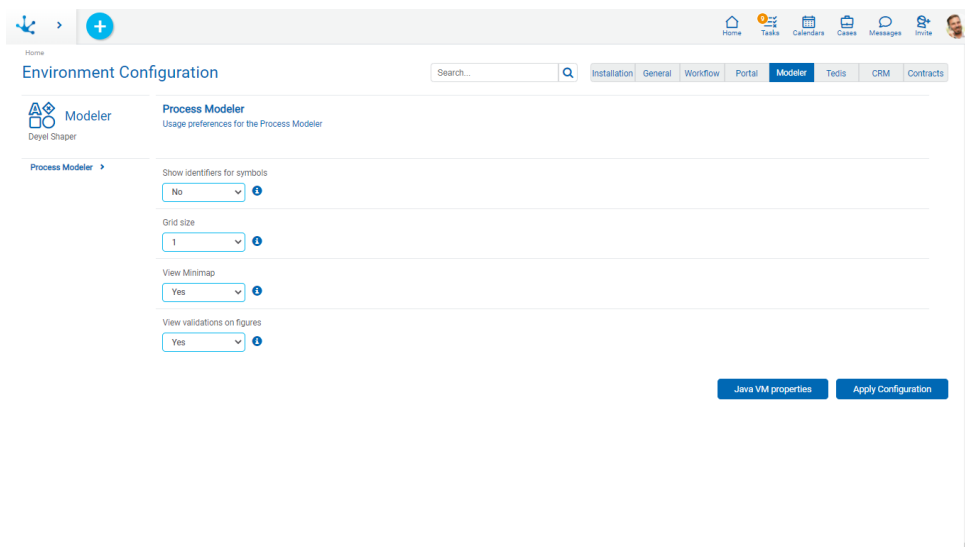 Home
Tasks
Calendars
Cases
Messages
Invite
Home
Environment Configuration
Search...
Installation
General
Workflow
Portal
Modeler
Tedis
CRM
Contracts
Modeler
Deyel Shaper
Process Modeler
Usage preferences for the Process Modeler
Process Modeler
Show identifiers for symbols
No
Grid size
1
View Minimap
Yes
View validations on figures
Yes
Java VM properties
Apply Configuration